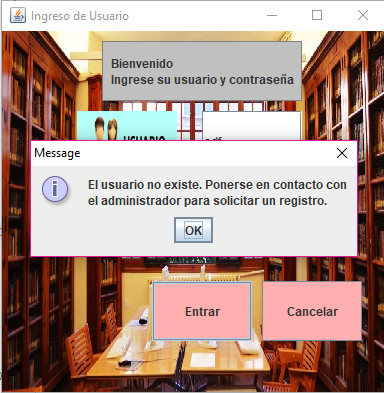 Ingreso de Usuario
Bienvenido
Ingrese su usuario y contraseña
USUARIO
Message
El usuario no existe. Ponerse en contacto con
el administrador para solicitar un registro.
OK
Entrar
Cancelar